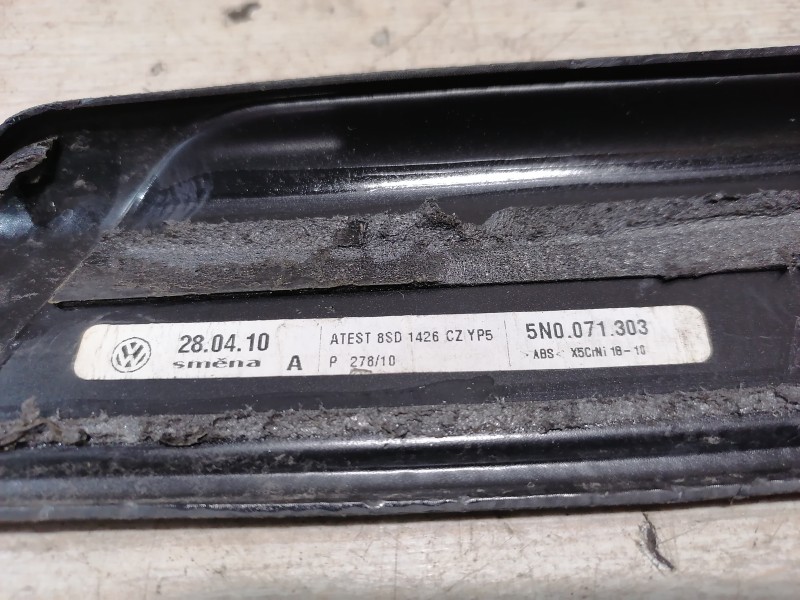 28.04.10
směna A
ATEST 8SD 1426 CZ YP5
P 278/10
5N0.071.303
>ABS< X5CrNi 18-10